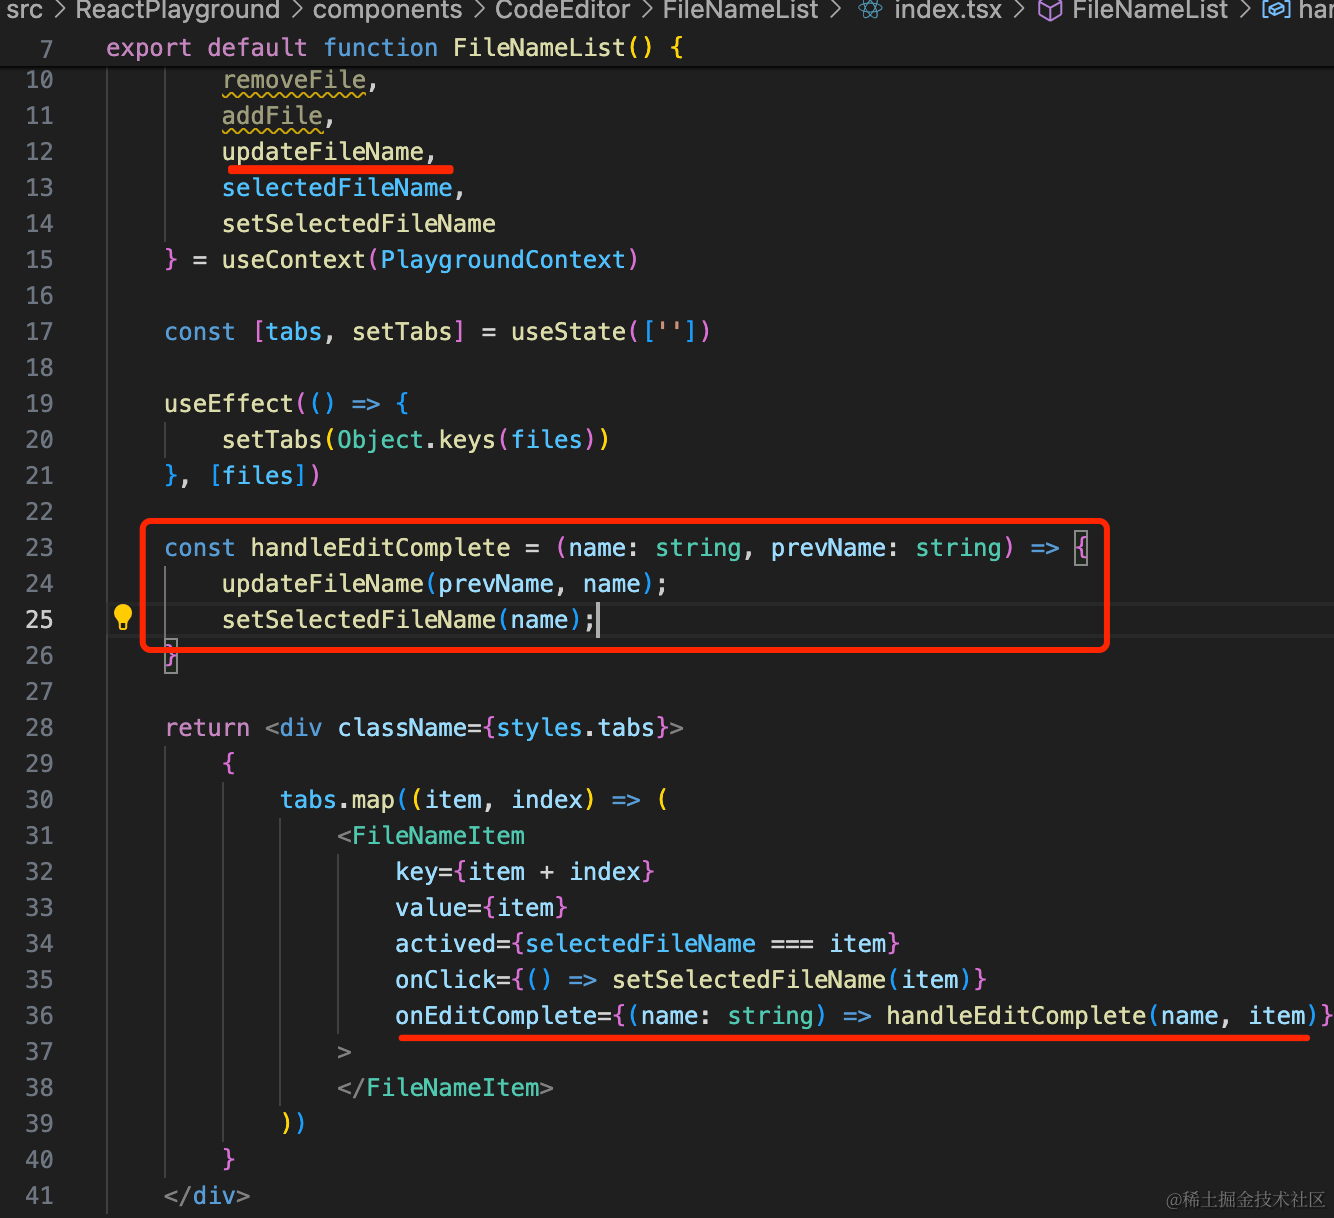 src > ReactPlayground > components > CodeEditor > FileNameList > index.tsx > FileNameList >
7 export default function FileNameList() {
10 removeFile,
11 addFile,
12 updateFileName,
13 selectedFileName,
14 setSelectedFileName
15 } = useContext(PlaygroundContext)
16
17 const [tabs, setTabs] = useState([''])
18
19 useEffect(() => {
20 setTabs(Object.keys(files))
21 }, [files])
22
23 const handleEditComplete = (name: string, prevName: string) => {
24 updateFileName(prevName, name);
25 setSelectedFileName(name);
26 }
27
28 return <div className={styles.tabs}>
29 {
30 tabs.map((item, index) => (
31 <FileNameItem
32 key={item + index}
33 value={item}
34 actived={selectedFileName === item}
35 onClick={() => setSelectedFileName(item)}
36 onEditComplete={(name: string) => handleEditComplete(name, item)}
37 >
38 </FileNameItem>
39 ))
40 }
41 </div>
@稀土掘金技术社区